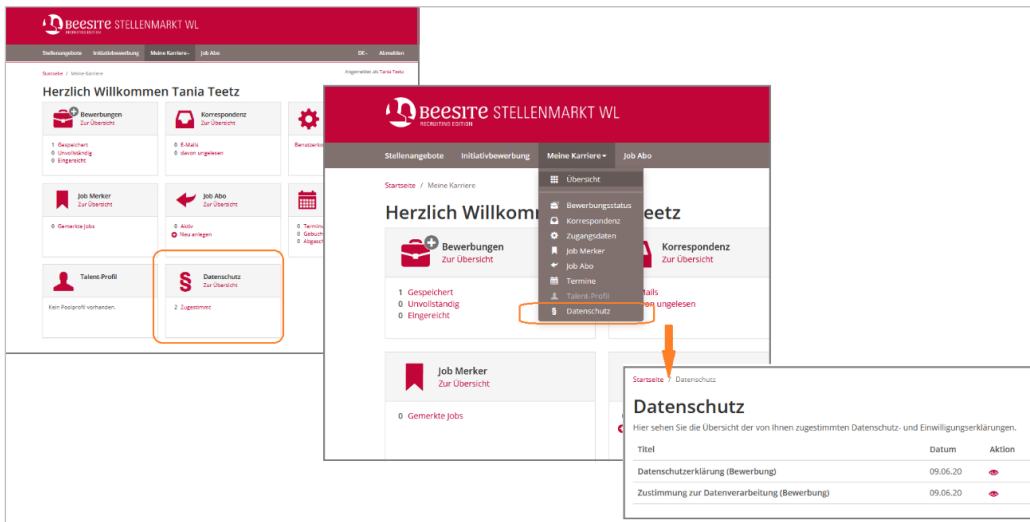 BEESITE STELLENMARKT WL
RECRUITING EDITION
Stellenangebote Initiativbewerbung Meine Karriere Job Abo DE Abmelden
Startseite / Meine Karriere Angemeldet als Tania Teetz
Herzlich Willkommen Tania Teetz
Bewerbungen
Zur Übersicht
1 Gespeichert
0 Unvollständig
0 Eingereicht
Korrespondenz
Zur Übersicht
0 E-Mails
0 davon ungelesen
Job Merker
Zur Übersicht
0 Gemerkte Jobs
Job Abo
Zur Übersicht
0 Aktiv
Neu anlegen
Talent-Profil
Kein Poolprofil vorhanden.
§ Datenschutz
Zur Übersicht
2 Zugestimmt
BEESITE STELLENMARKT WL
RECRUITING EDITION
Stellenangebote Initiativbewerbung Meine Karriere Job Abo
Startseite / Meine Karriere
Übersicht
Bewerbungsstatus
Korrespondenz
Zugangsdaten
Job Merker
Job Abo
Termine
Talent-Profil
§ Datenschutz
Bewerbungen
Zur Übersicht
1 Gespeichert
0 Unvollständig
0 Eingereicht
Korrespondenz
Zur Übersicht
ungelesen
Job Merker
Zur Übersicht
0 Gemerkte Jobs
Startseite / Datenschutz
Datenschutz
Hier sehen Sie die Übersicht der von Ihnen zugestimmten Datenschutz- und Einwilligungserklärungen.
Titel Datum Aktion
Datenschutzerklärung (Bewerbung) 09.06.20
Zustimmung zur Datenverarbeitung (Bewerbung) 09.06.20